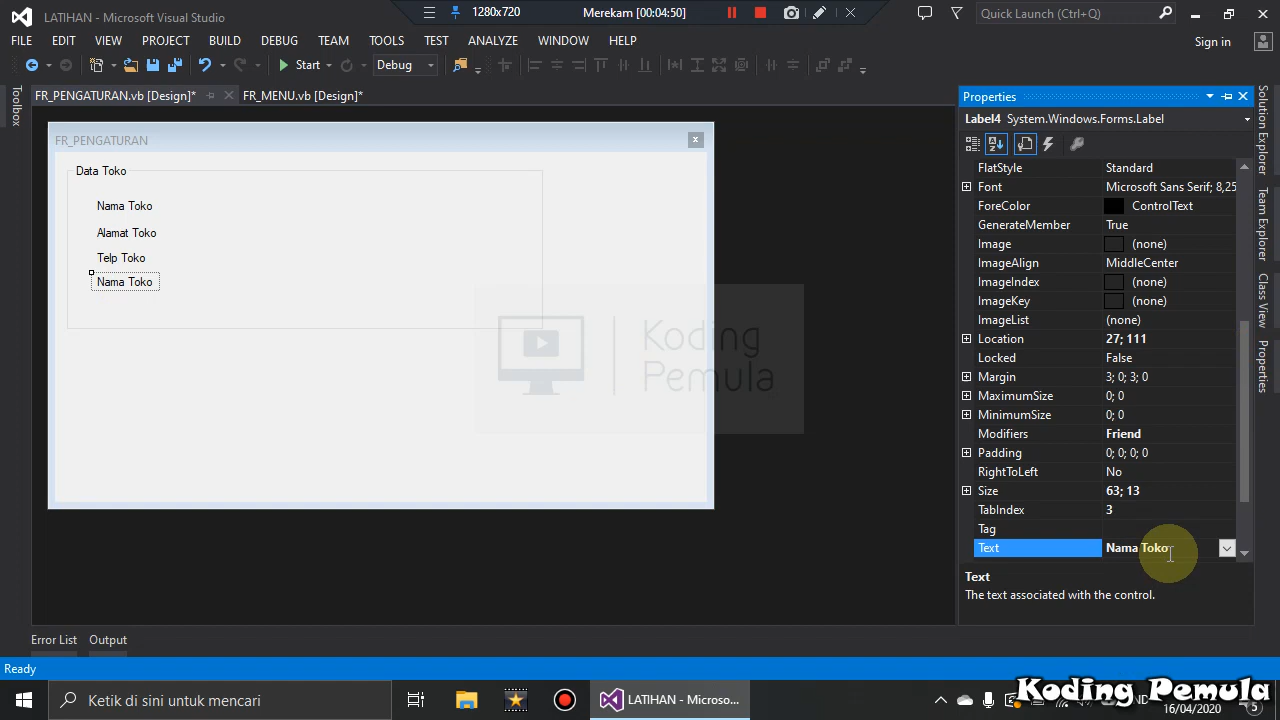 LATIHAN - Microsoft Visual Studio
1280x720
Merekam (00:04:50)
Quick Launch (Ctrl+Q)
FILE EDIT VIEW PROJECT BUILD DEBUG TEAM TOOLS TEST ANALYZE WINDOW HELP
Sign in
Start
Debug
Toolbox
FR_PENGATURAN.vb [Design]*
FR_MENU.vb [Design]*
FR_PENGATURAN
Data Toko
Nama Toko
Alamat Toko
Telp Toko
Nama Toko
Koding
Pemula
Properties
Label4 System.Windows.Forms.Label
FlatStyle Standard
Font Microsoft Sans Serif; 8,25
ForeColor ControlText
GenerateMember True
Image (none)
ImageAlign MiddleCenter
ImageIndex (none)
ImageKey (none)
ImageList (none)
Location 27; 111
Locked False
Margin 3; 0; 3; 0
MaximumSize 0; 0
MinimumSize 0; 0
Modifiers Friend
Padding 0; 0; 0; 0
RightToLeft No
Size 63; 13
TabIndex 3
Tag
Text Nama Toko
Text
The text associated with the control.
Solution Explorer
Team Explorer
Class View
Properties
Error List Output
Ready
Ketik di sini untuk mencari
LATIHAN - Microso...
Koding Pemula
16/04/2020
5